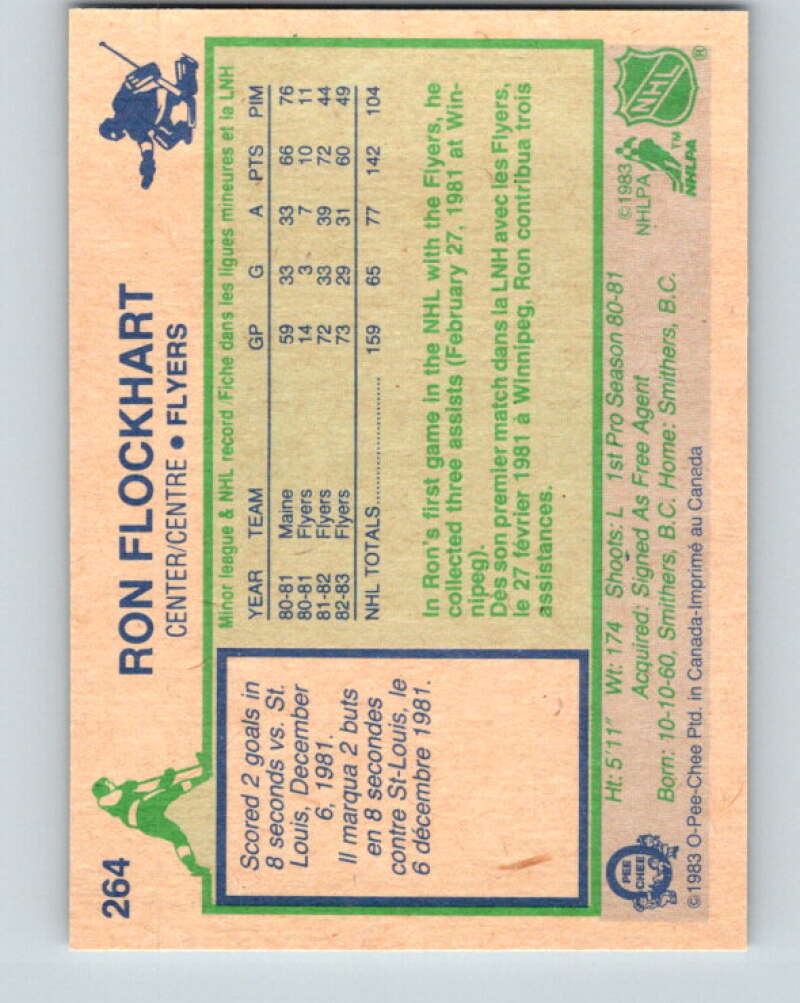 264
RON FLOCKHART
CENTER/CENTRE • FLYERS
Scored 2 goals in
8 seconds vs. St.
Louis, December
6, 1981.
Il marqua 2 buts
en 8 secondes
contre St-Louis, le
6 décembre 1981.
Minor league & NHL record/Fiche dans les ligues mineures et la LNH
YEAR TEAM GP G A PTS PIM
80-81 Maine 59 33 33 66 76
80-81 Flyers 14 3 7 10 11
81-82 Flyers 72 33 39 72 44
82-83 Flyers 73 29 31 60 49
NHL TOTALS.................... 159 65 77 142 104
In Ron's first game in the NHL with the Flyers, he
collected three assists (February 27, 1981 at Win-
nipeg).
Des son premier match dans la LNH avec les Flyers,
le 27 février 1981 à Winnipeg, Ron contribua trois
assistances.
Ht: 5'11" Wt: 174 Shoots: L 1st Pro Season 80-81
Acquired: Signed As Free Agent
Born: 10-10-60, Smithers, B.C. Home: Smithers, B.C.
©1983 O-Pee-Chee Ptd. in Canada-Imprimé au Canada
O
PEE
CHEE
©1983
NHLPA
NHLPA
TM
NHL
®